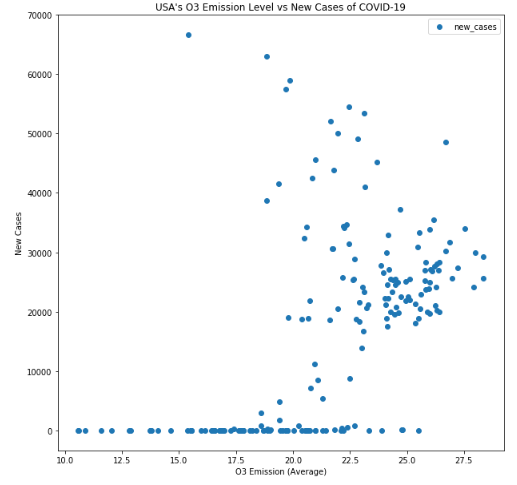 USA's O3 Emission Level vs New Cases of COVID-19
70000
new_cases
60000
50000
40000
New Cases
30000
20000
10000
0
10.0 12.5 15.0 17.5 20.0 22.5 25.0 27.5
O3 Emission (Average)